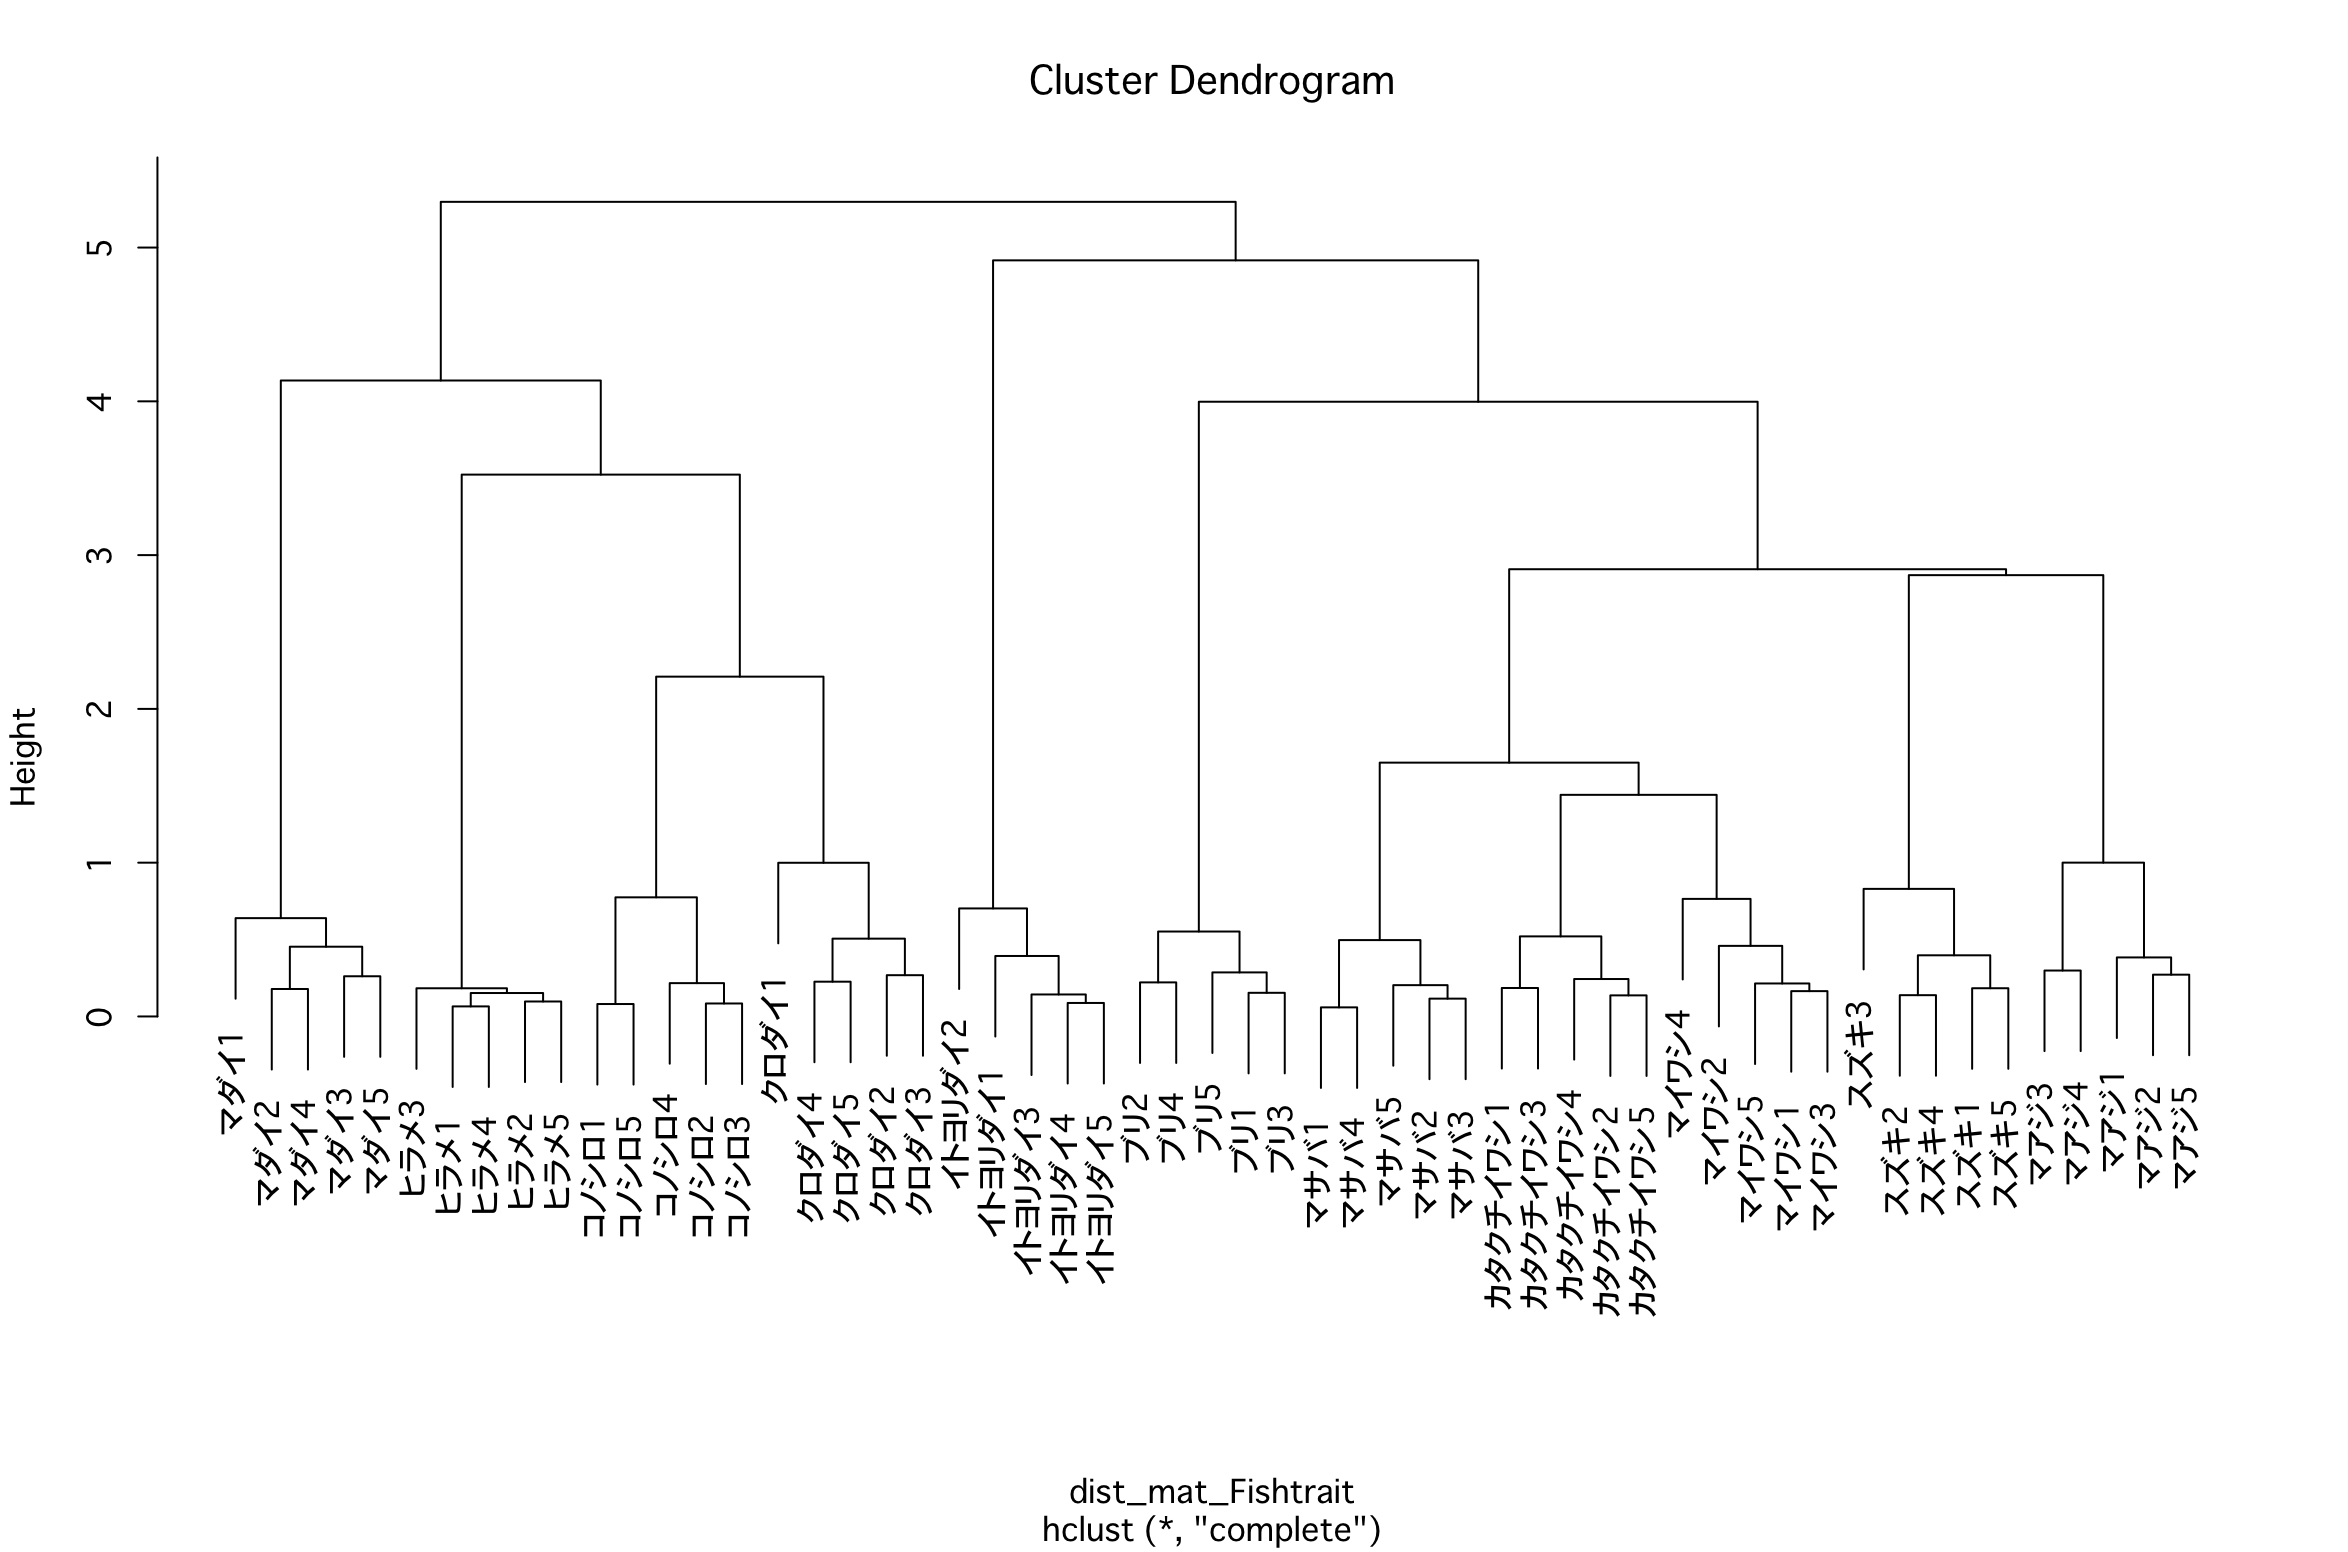 Cluster Dendrogram
Height
5
4
3
2
1
0
マダイ1
マダイ2
マダイ4
マダイ3
マダイ5
ヒラメ3
ヒラメ1
ヒラメ4
ヒラメ2
ヒラメ5
コノシロ1
コノシロ5
コノシロ4
コノシロ2
コノシロ3
クロダイ1
クロダイ4
クロダイ5
クロダイ2
クロダイ3
イトヨリダイ2
イトヨリダイ1
イトヨリダイ3
イトヨリダイ4
イトヨリダイ5
ブリ2
ブリ4
ブリ5
ブリ1
ブリ3
マサバ1
マサバ4
マサバ5
マサバ2
マサバ3
カタクチイワシ1
カタクチイワシ3
カタクチイワシ4
カタクチイワシ2
カタクチイワシ5
マイワシ4
マイワシ2
マイワシ5
マイワシ1
マイワシ3
スズキ3
スズキ2
スズキ4
スズキ1
スズキ5
マアジ3
マアジ4
マアジ1
マアジ2
マアジ5
dist_mat_Fishtrait
hclust (*, "complete")